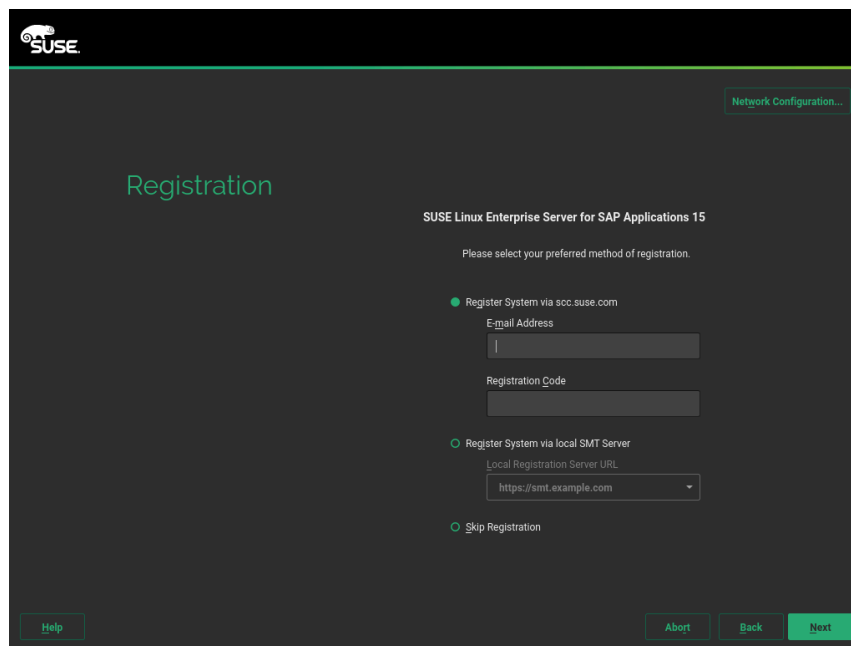 SUSE.
Network Configuration...
Registration
SUSE Linux Enterprise Server for SAP Applications 15
Please select your preferred method of registration.
Register System via scc.suse.com
E-mail Address
Registration Code
Register System via local SMT Server
Local Registration Server URL
https://smt.example.com
Skip Registration
Help
Abort
Back
Next